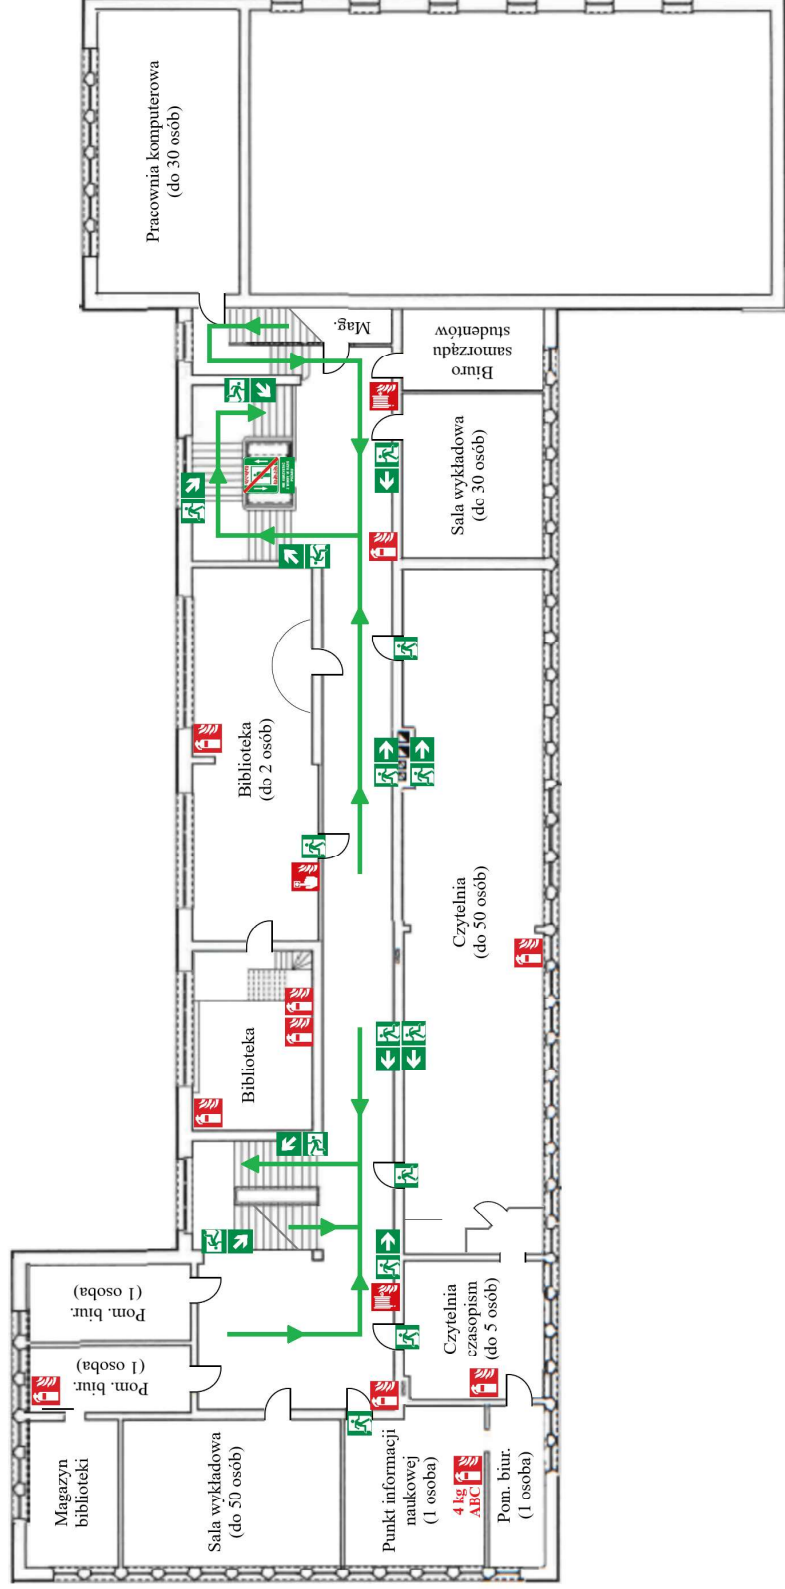 Pracownia komputerowa
(do 30 osób)
Mag.
Biuro
samorządu
studentów
Sala wykładowa
(dc 30 osób)
Biblioteka
(do 2 osób)
Czytelnia
(do 50 osób)
Biblioteka
Pom. biur.
(1 osoba)
Pom. biur.
(1 osoba)
Czytelnia
czasopism
(do 5 osób)
Magazyn
biblioteki
Sala wykładowa
(do 50 osób)
Punkt informacji
naukowej
(1 osoba)
4 kg
ABC
Pom. biur.
(1 osoba)